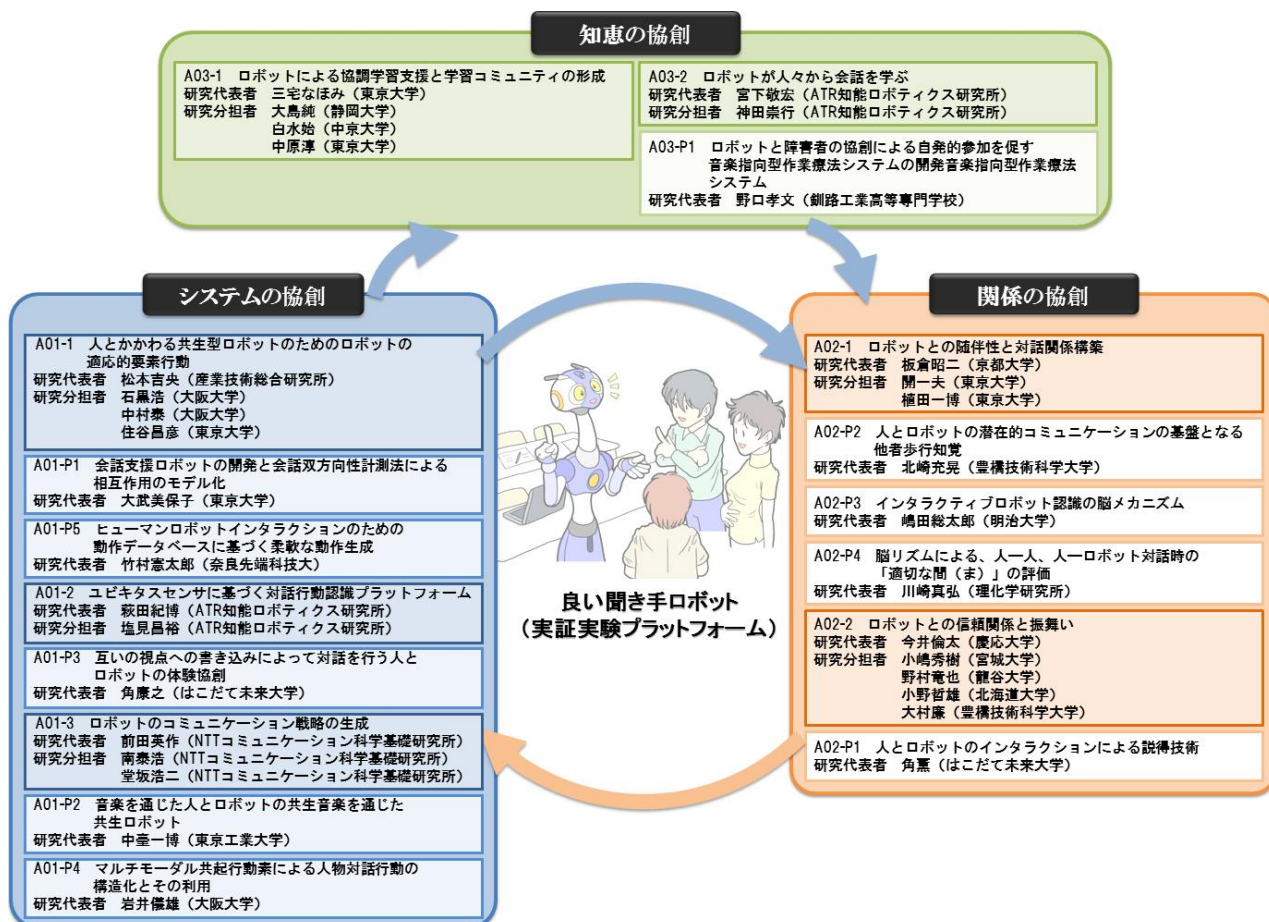 知恵の協創
A03-1 ロボットによる協調学習支援と学習コミュニティの形成
研究代表者 三宅なほみ（東京大学）
研究分担者 大島純（静岡大学）
白水始（中京大学）
中原淳（東京大学）
A03-2 ロボットが人々から会話を学ぶ
研究代表者 宮下敬宏（ATR知能ロボティクス研究所）
研究分担者 神田崇行（ATR知能ロボティクス研究所）
A03-P1 ロボットと障害者の協創による自発的参加を促す
音楽指向型作業療法システムの開発音楽指向型作業療法
システム
研究代表者 野口孝文（釧路工業高等専門学校）
システムの協創
A01-1 人とかかわる共生型ロボットのためのロボットの
適応的要素行動
研究代表者 松本吉央（産業技術総合研究所）
研究分担者 石黒浩（大阪大学）
中村泰（大阪大学）
住谷昌彦（東京大学）
A01-P1 会話支援ロボットの開発と会話双方向性計測法による
相互作用のモデル化
研究代表者 大武美保子（東京大学）
A01-P5 ヒューマンロボットインタラクションのための
動作データベースに基づく柔軟な動作生成
研究代表者 竹村憲太郎（奈良先端科技大）
A01-2 ユビキタスセンサに基づく対話行動認識プラットフォーム
研究代表者 萩田紀博（ATR知能ロボティクス研究所）
研究分担者 塩見昌裕（ATR知能ロボティクス研究所）
A01-P3 互いの視点への書き込みによって対話を行う人と
ロボットの体験協創
研究代表者 角康之（はこだて未来大学）
A01-3 ロボットのコミュニケーション戦略の生成
研究代表者 前田英作（NTTコミュニケーション科学基礎研究所）
研究分担者 南泰浩（NTTコミュニケーション科学基礎研究所）
堂坂浩二（NTTコミュニケーション科学基礎研究所）
A01-P2 音楽を通じた人とロボットの共生音楽を通じた
共生ロボット
研究代表者 中臺一博（東京工業大学）
A01-P4 マルチモーダル共起行動素による人物対話行動の
構造化とその利用
研究代表者 岩井儀雄（大阪大学）
良い聞き手ロボット
（実証実験プラットフォーム）
関係の協創
A02-1 ロボットとの随伴性と対話関係構築
研究代表者 板倉昭二（京都大学）
研究分担者 開一夫（東京大学）
植田一博（東京大学）
A02-P2 人とロボットの潜在的コミュニケーションの基盤となる
他者歩行知覚
研究代表者 北崎充晃（豊橋技術科学大学）
A02-P3 インタラクティブロボット認識の脳メカニズム
研究代表者 嶋田総太郎（明治大学）
A02-P4 脳リズムによる、人ー人、人ーロボット対話時の
「適切な間（ま）」の評価
研究代表者 川崎真弘（理化学研究所）
A02-2 ロボットとの信頼関係と振舞い
研究代表者 今井倫太（慶応大学）
研究分担者 小嶋秀樹（宮城大学）
野村竜也（龍谷大学）
小野哲雄（北海道大学）
大村廉（豊橋技術科学大学）
A02-P1 人とロボットのインタラクションによる説得技術
研究代表者 角薫（はこだて未来大学）